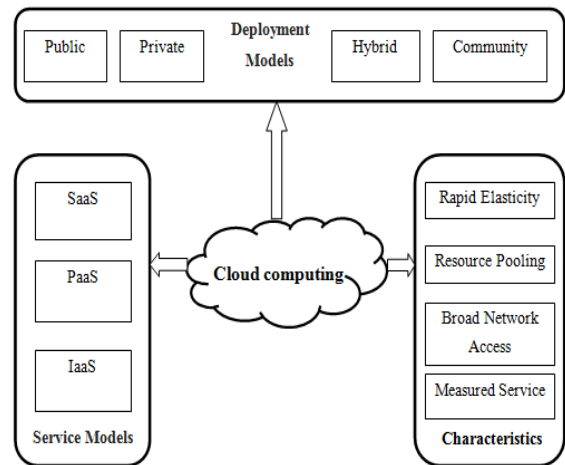 Public
Private
Deployment
Models
Hybrid
Community
SaaS
PaaS
IaaS
Service Models
Cloud computing
Rapid Elasticity
Resource Pooling
Broad Network
Access
Measured Service
Characteristics